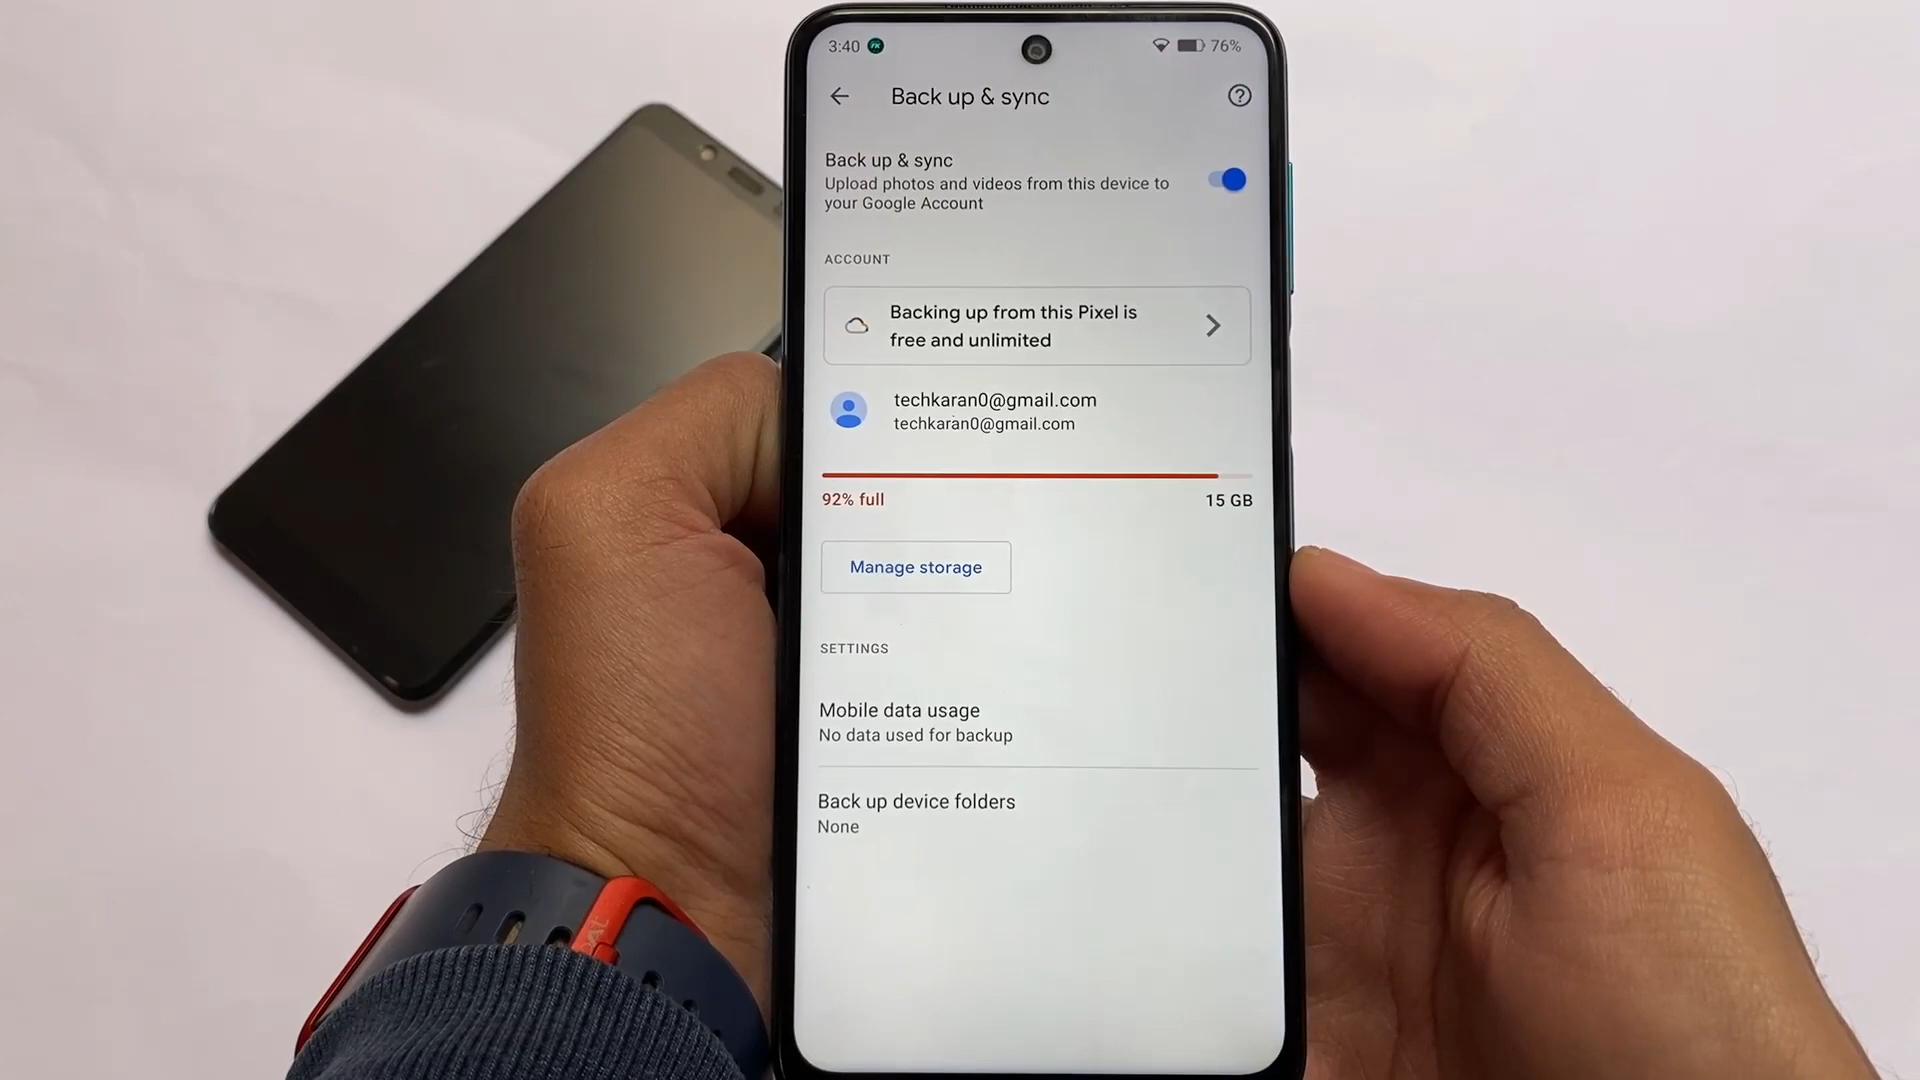 3:40
76%
Back up & sync
Back up & sync
Upload photos and videos from this device to
your Google Account
ACCOUNT
Backing up from this Pixel is
free and unlimited
techkaran0@gmail.com
techkaran0@gmail.com
92% full
15 GB
Manage storage
SETTINGS
Mobile data usage
No data used for backup
Back up device folders
None